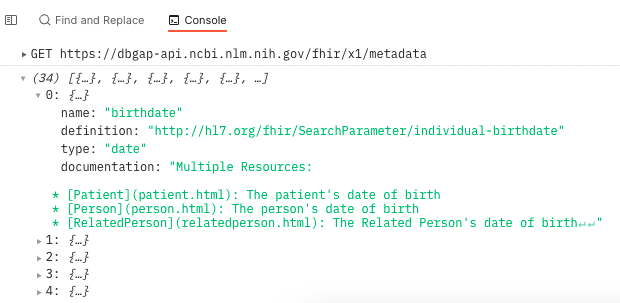 Find and Replace Console
▸ GET https://dbgap-api.ncbi.nlm.nih.gov/fhir/x1/metadata
▾ (34) [{…}, {…}, {…}, {…}, {…}, …]
▾ 0: {…}
name: "birthdate"
definition: "http://hl7.org/fhir/SearchParameter/individual-birthdate"
type: "date"
documentation: "Multiple Resources:
* [Patient](patient.html): The patient's date of birth
* [Person](person.html): The person's date of birth
* [RelatedPerson](relatedperson.html): The Related Person's date of birth↵↵"
▸ 1: {…}
▸ 2: {…}
▸ 3: {…}
▸ 4: {…}